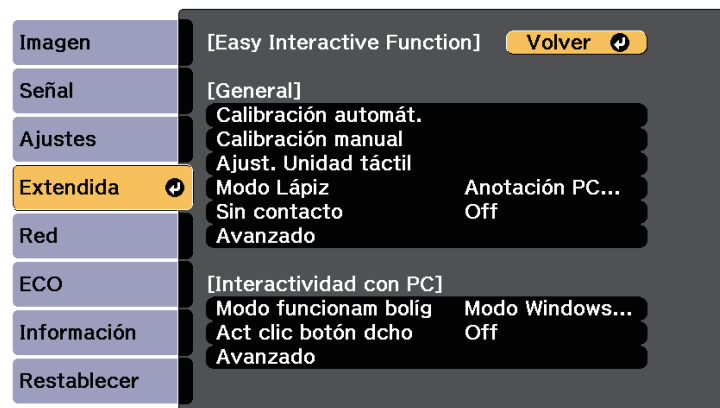 Imagen
Señal
Ajustes
Extendida
Red
ECO
Información
Restablecer
[Easy Interactive Function] Volver
[General]
Calibración automát.
Calibración manual
Ajust. Unidad táctil
Modo Lápiz Anotación PC...
Sin contacto Off
Avanzado
[Interactividad con PC]
Modo funcionam bolíg Modo Windows...
Act clic botón dcho Off
Avanzado